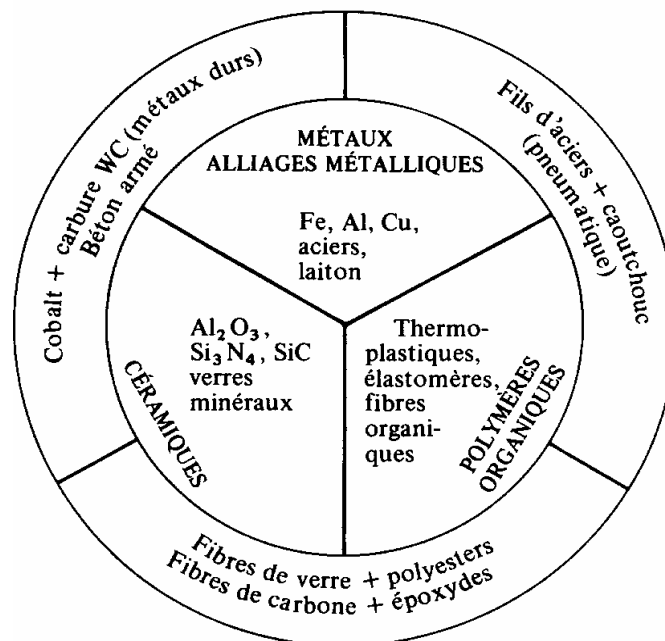 Cobalt + carbure WC (métaux durs)
Béton armé
Fils d'aciers + caoutchouc
(pneumatique)
MÉTAUX
ALLIAGES MÉTALLIQUES
Fe, Al, Cu,
aciers,
laiton
Al₂O₃,
Si₃N₄, SiC
verres
minéraux
CÉRAMIQUES
Thermo-
plastiques,
élastomères,
fibres
organi-
ques
POLYMÈRES
ORGANIQUES
Fibres de verre + polyesters
Fibres de carbone + époxydes